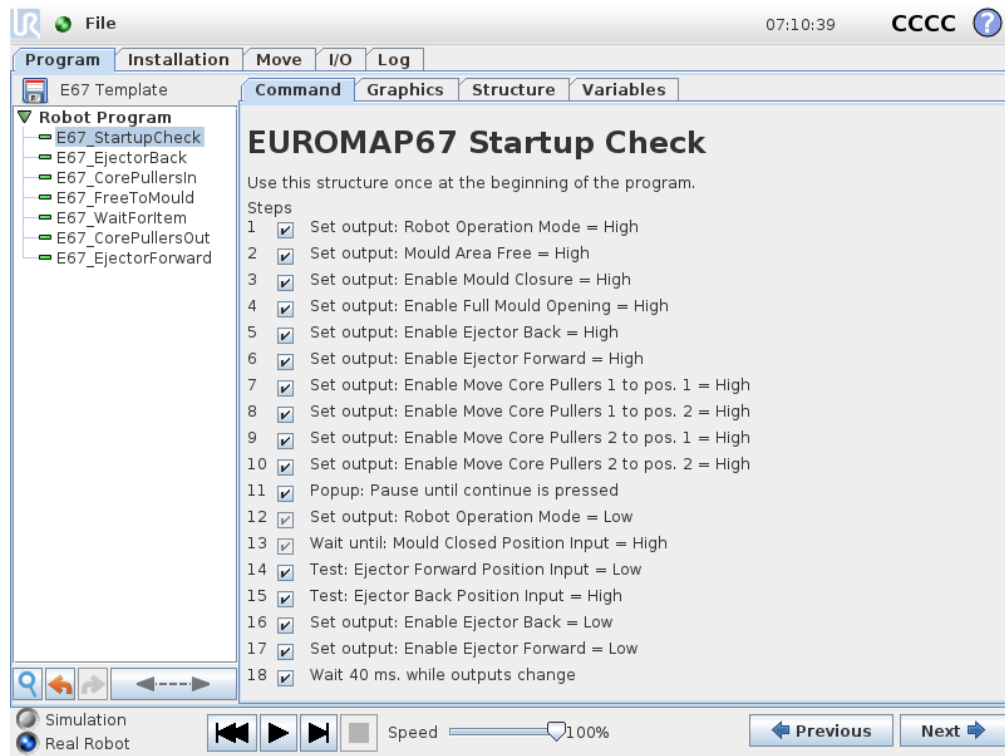 UR File 07:10:39 CCCC ?
Program Installation Move I/O Log
E67 Template
Command Graphics Structure Variables
Robot Program
E67_StartupCheck
E67_EjectorBack
E67_CorePullersIn
E67_FreeToMould
E67_WaitForItem
E67_CorePullersOut
E67_EjectorForward
EUROMAP67 Startup Check
Use this structure once at the beginning of the program.
Steps
1 Set output: Robot Operation Mode = High
2 Set output: Mould Area Free = High
3 Set output: Enable Mould Closure = High
4 Set output: Enable Full Mould Opening = High
5 Set output: Enable Ejector Back = High
6 Set output: Enable Ejector Forward = High
7 Set output: Enable Move Core Pullers 1 to pos. 1 = High
8 Set output: Enable Move Core Pullers 1 to pos. 2 = High
9 Set output: Enable Move Core Pullers 2 to pos. 1 = High
10 Set output: Enable Move Core Pullers 2 to pos. 2 = High
11 Popup: Pause until continue is pressed
12 Set output: Robot Operation Mode = Low
13 Wait until: Mould Closed Position Input = High
14 Test: Ejector Forward Position Input = Low
15 Test: Ejector Back Position Input = High
16 Set output: Enable Ejector Back = Low
17 Set output: Enable Ejector Forward = Low
18 Wait 40 ms. while outputs change
Simulation
Real Robot
Speed 100%
Previous Next